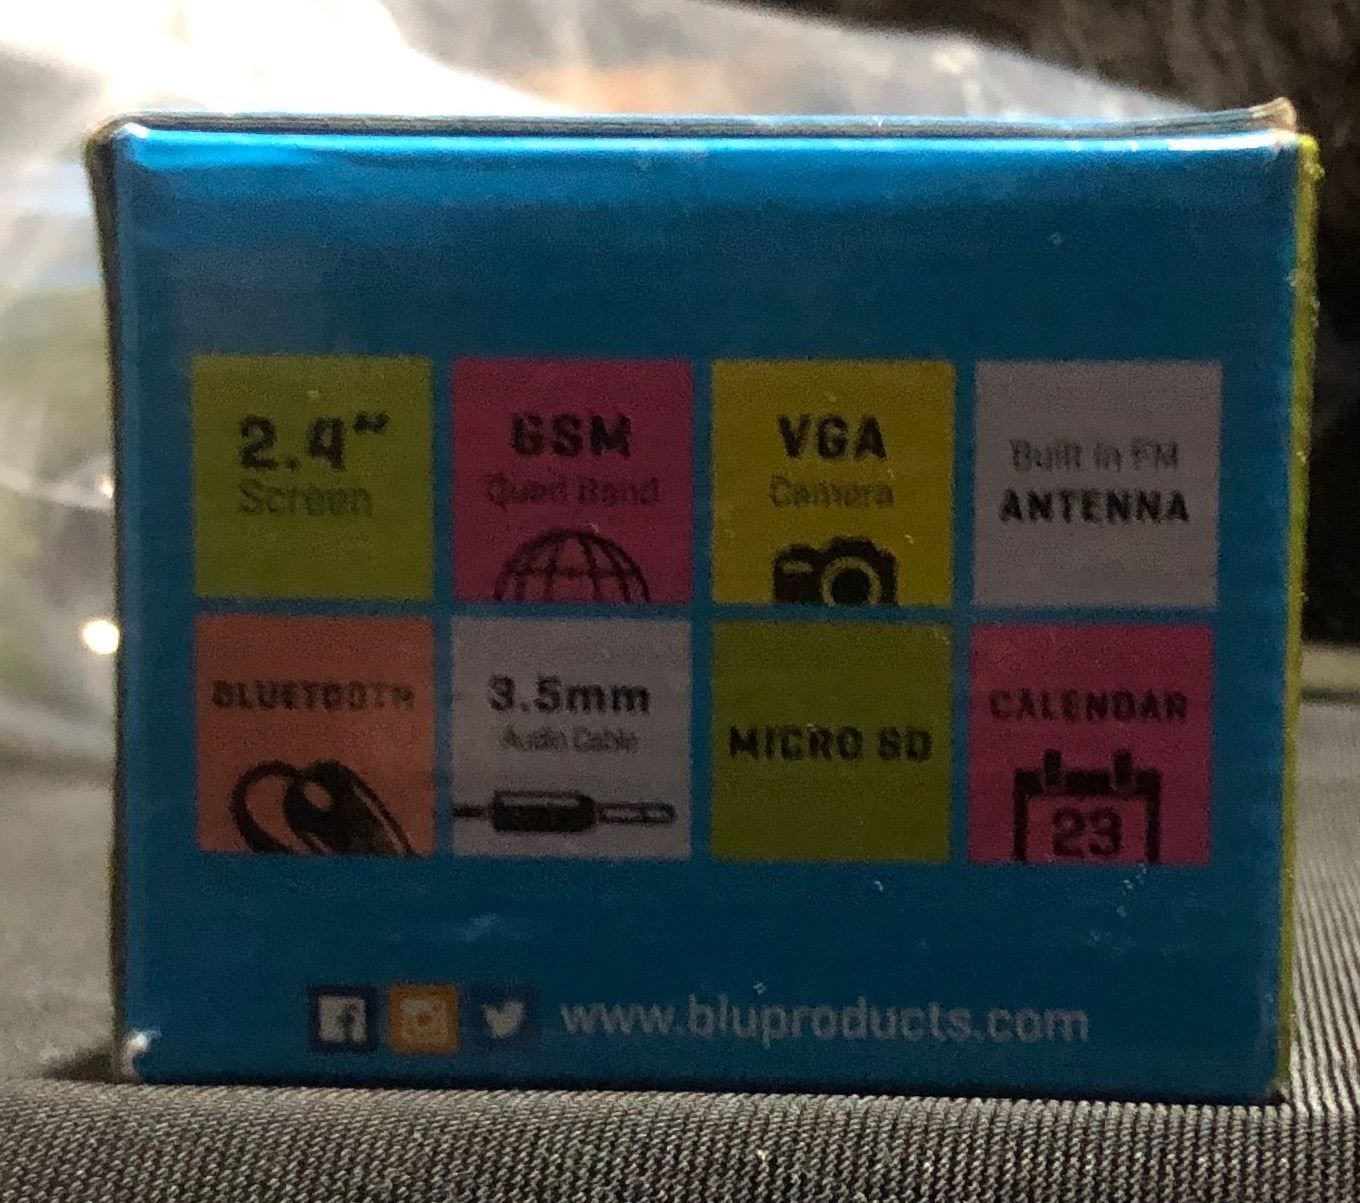 2.4"
Screen
GSM
Quad Band
VGA
Camera
Built in FM
ANTENNA
BLUETOOTH
3.5mm
Audio Cable
MICRO SD
CALENDAR
23
www.bluproducts.com